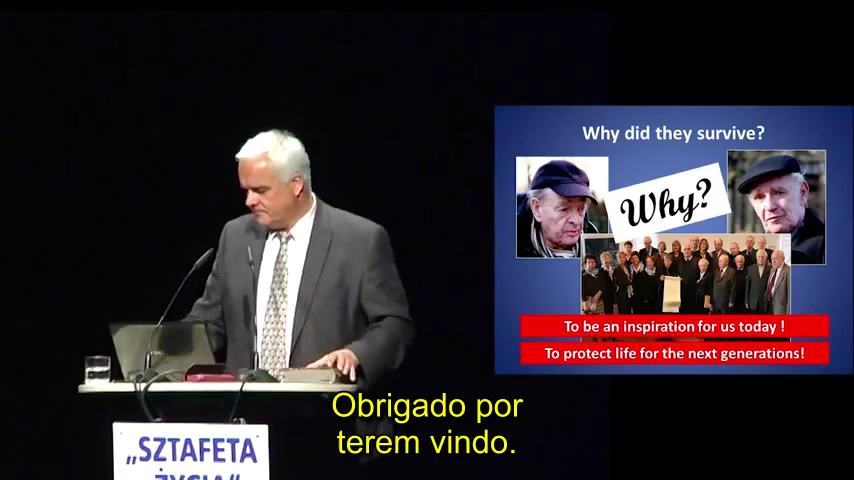 Why did they survive?
Why?
To be an inspiration for us today !
To protect life for the next generations!
Obrigado por
terem vindo.
„SZTAFETA
ŻYCIA"